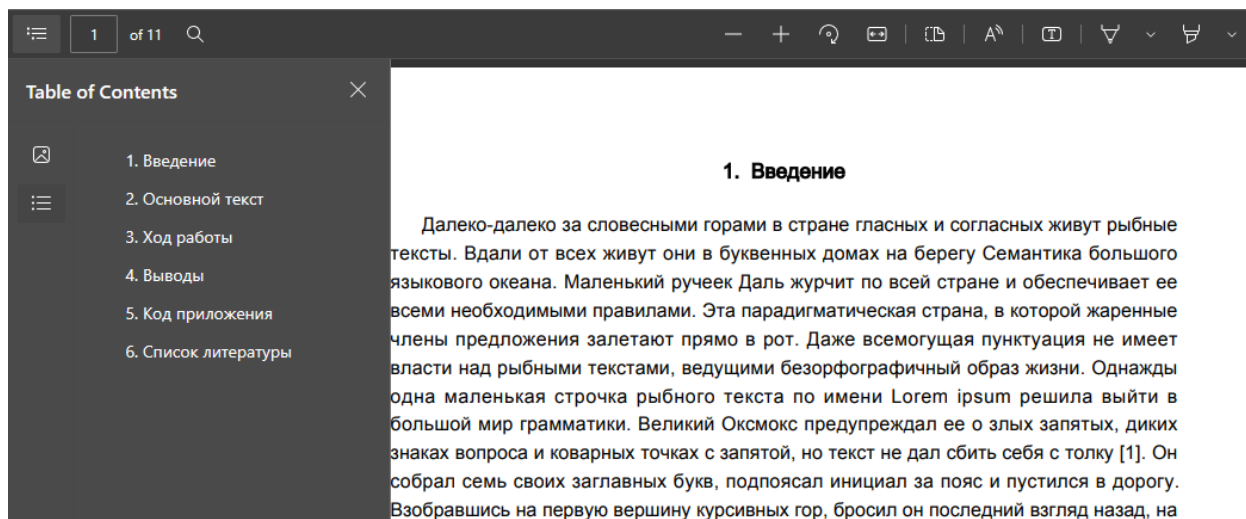 1 of 11
Table of Contents
1. Введение
2. Основной текст
3. Ход работы
4. Выводы
5. Код приложения
6. Список литературы
1. Введение
Далеко-далеко за словесными горами в стране гласных и согласных живут рыбные
тексты. Вдали от всех живут они в буквенных домах на берегу Семантика большого
языкового океана. Маленький ручеек Даль журчит по всей стране и обеспечивает ее
всеми необходимыми правилами. Эта парадигматическая страна, в которой жаренные
члены предложения залетают прямо в рот. Даже всемогущая пунктуация не имеет
власти над рыбными текстами, ведущими безорфографичный образ жизни. Однажды
одна маленькая строчка рыбного текста по имени Lorem ipsum решила выйти в
большой мир грамматики. Великий Оксмокс предупреждал ее о злых запятых, диких
знаках вопроса и коварных точках с запятой, но текст не дал сбить себя с толку [1]. Он
собрал семь своих заглавных букв, подпоясал инициал за пояс и пустился в дорогу.
Взобравшись на первую вершину курсивных гор, бросил он последний взгляд назад, на